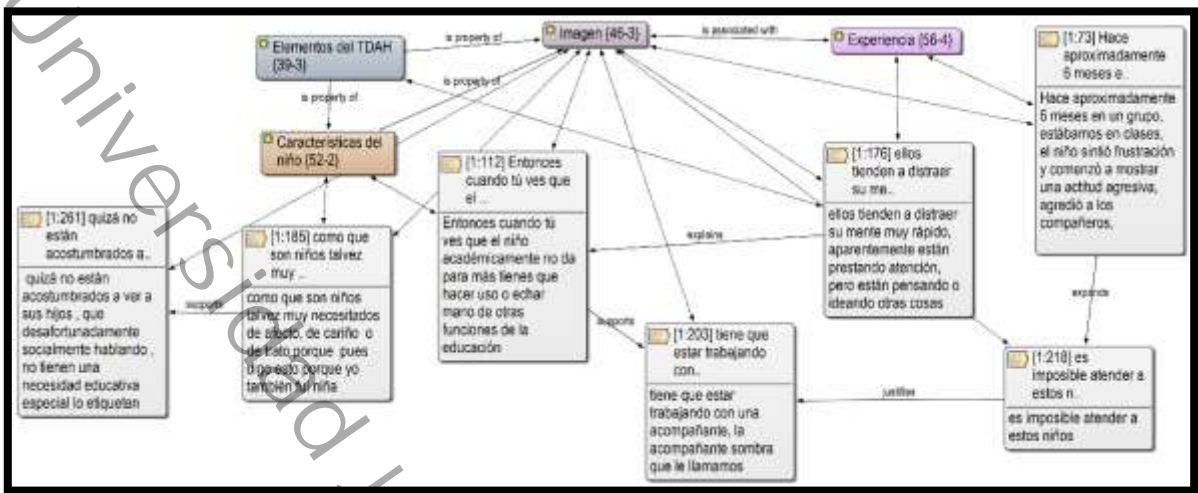 Elementos del TDAH
{39-3}
is property of
Imagen {46-3}
is associated with
Experiencia {56-4}
is property of
is property of
Características del
niño {52-2}
[1:73] Hace
aproximadamente
6 meses e..
Hace aproximadamente
6 meses en un grupo,
estábamos en clases,
el niño sintió frustración
y comenzó a mostrar
una actitud agresiva,
agredió a los
compañeros,
[1:112] Entonces
cuando tú ves que
el ..
Entonces cuando tú
ves que el niño
académicamente no da
para más tienes que
hacer uso o echar
mano de otras
funciones de la
educación
[1:176] ellos
tienden a distraer
su me..
ellos tienden a distraer
su mente muy rápido,
aparentemente están
prestando atención,
pero están pensando o
ideando otras cosas
explains
expands
[1:261] quizá no
están
acostumbrados a..
quizá no están
acostumbrados a ver a
sus hijos , que
desafortunadamente
socialmente hablando ,
no tienen una
necesidad educativa
especial lo etiquetan
supports
[1:185] como que
son niños talvez
muy ..
como que son niños
talvez muy necesitados
de afecto, de cariño o
de trato porque pues
porque yo
también fui niña
supports
[1:203] tiene que
estar trabajando
con..
tiene que estar
trabajando con una
acompañante, la
acompañante sombra
que le llamamos
justifies
[1:218] es
imposible atender a
estos n..
es imposible atender a
estos niños
Universidad